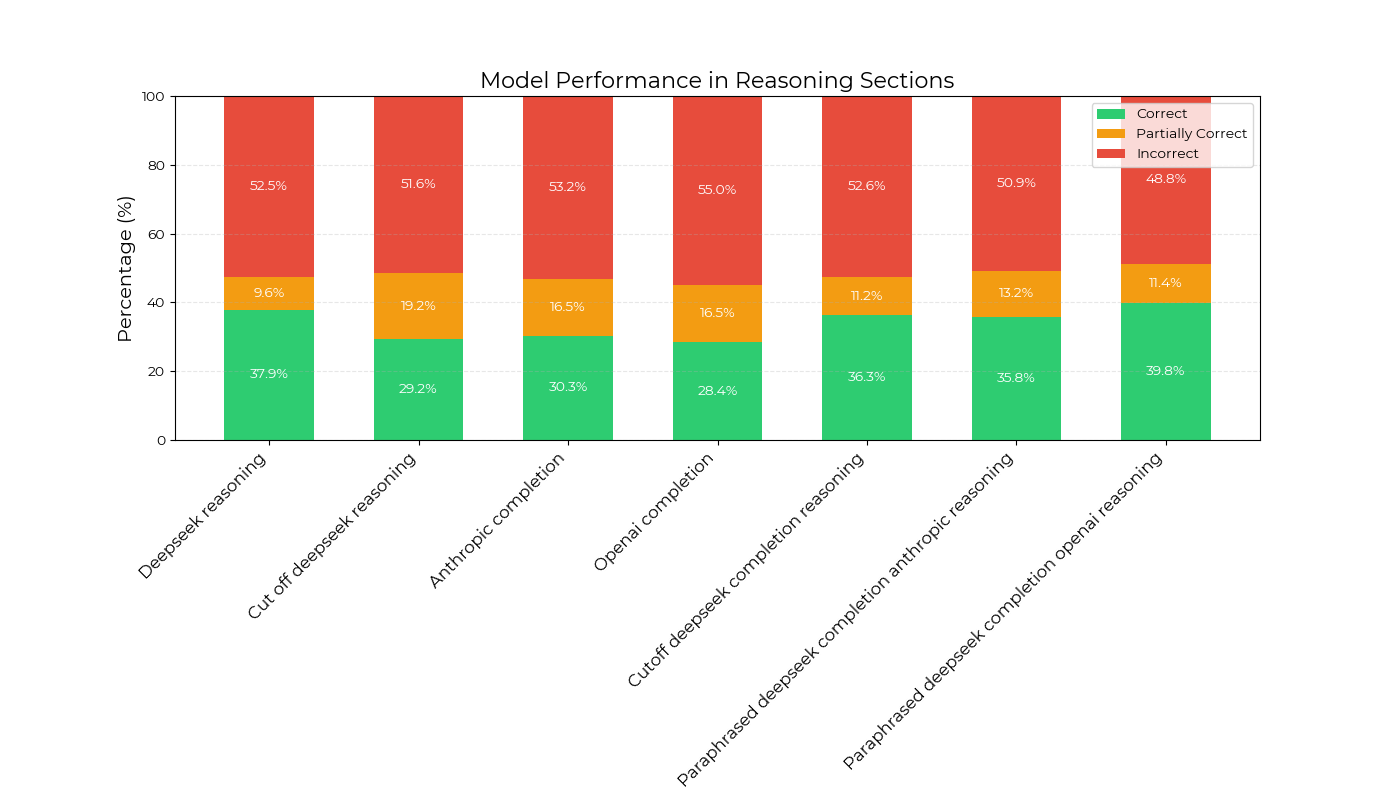 Model Performance in Reasoning Sections
Percentage (%)
100
80
60
40
20
0
Correct
Partially Correct
Incorrect
52.5%
9.6%
37.9%
51.6%
19.2%
29.2%
53.2%
16.5%
30.3%
55.0%
16.5%
28.4%
52.6%
11.2%
36.3%
50.9%
13.2%
35.8%
48.8%
11.4%
39.8%
Deepseek reasoning
Cut off deepseek reasoning
Anthropic completion
Openai completion
Cutoff deepseek completion reasoning
Paraphrased deepseek completion anthropic reasoning
Paraphrased deepseek completion openai reasoning